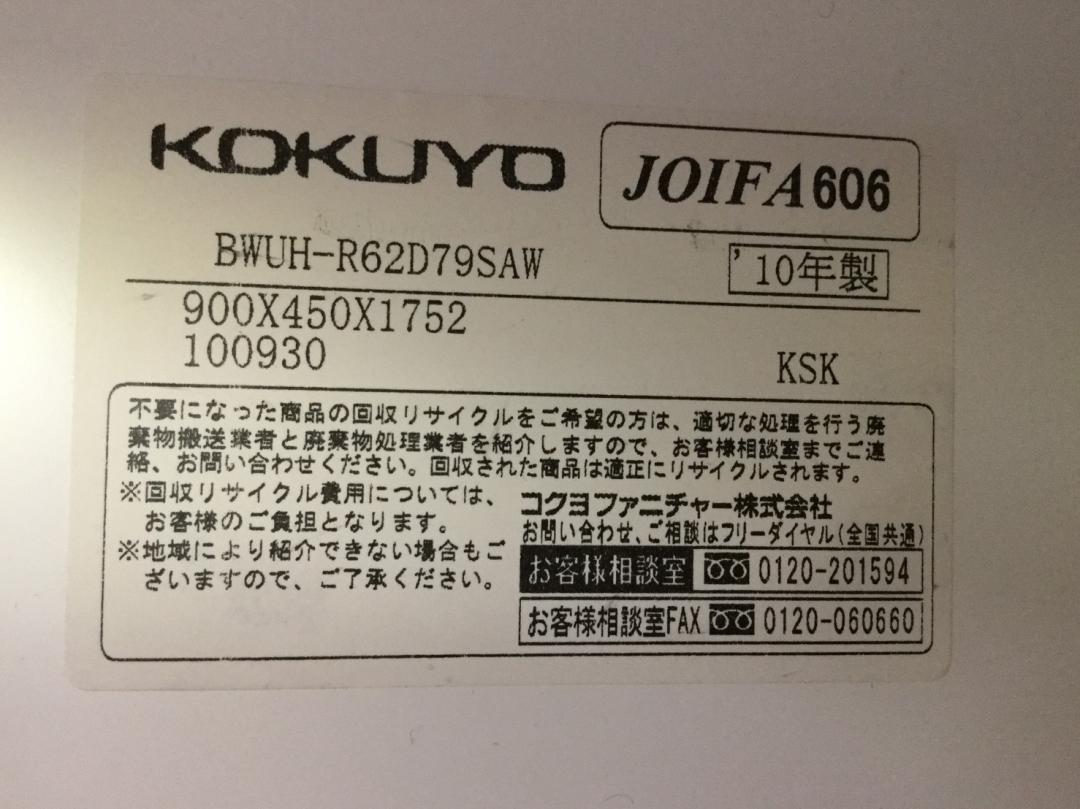 KOKUYO
JOIFA606
BWUH-R62D79SAW
'10年製
900X450X1752
100930
KSK
不要になった商品の回収リサイクルをご希望の方は、適切な処理を行う廃
棄物搬送業者と廃棄物処理業者を紹介しますので、お客様相談室までご連
絡、お問い合わせください。回収された商品は適正にリサイクルされます。
※回収リサイクル費用については、
お客様のご負担となります。
※地域により紹介できない場合もご
ざいますので、ご了承ください。
コクヨファニチャー株式会社
お問い合わせ、ご相談はフリーダイヤル(全国共通)
お客様相談室 0120-201594
お客様相談室FAX 0120-060660